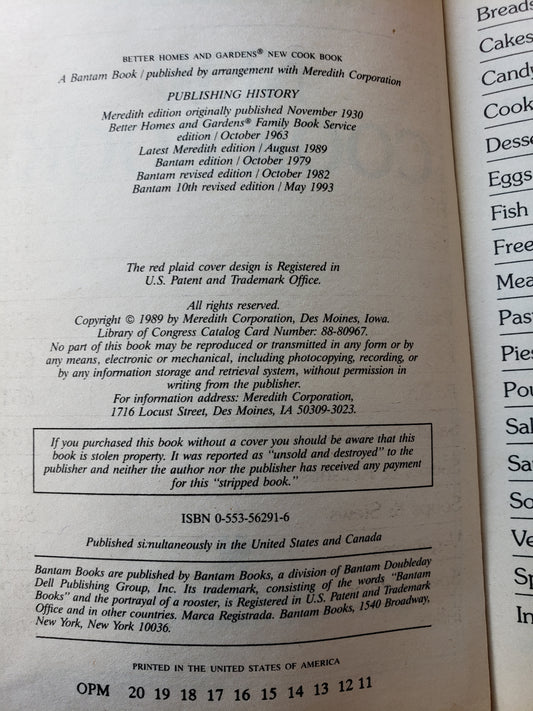 BETTER HOMES AND GARDENS® NEW COOK BOOK
A Bantam Book / published by arrangement with Meredith Corporation
PUBLISHING HISTORY
Meredith edition originally published November 1930
Better Homes and Gardens® Family Book Service
edition / October 1963
Latest Meredith edition / August 1989
Bantam edition / October 1979
Bantam revised edition / October 1982
Bantam 10th revised edition / May 1993
The red plaid cover design is Registered in
U.S. Patent and Trademark Office.
All rights reserved.
Copyright © 1989 by Meredith Corporation, Des Moines, Iowa.
Library of Congress Catalog Card Number: 88-80967.
No part of this book may be reproduced or transmitted in any form or by
any means, electronic or mechanical, including photocopying, recording, or
by any information storage and retrieval system, without permission in
writing from the publisher.
For information address: Meredith Corporation,
1716 Locust Street, Des Moines, IA 50309-3023.
If you purchased this book without a cover you should be aware that this
book is stolen property. It was reported as "unsold and destroyed" to the
publisher and neither the author nor the publisher has received any payment
for this "stripped book."
ISBN 0-553-56291-6
Published simultaneously in the United States and Canada
Bantam Books are published by Bantam Books, a division of Bantam Doubleday
Dell Publishing Group, Inc. Its trademark, consisting of the words "Bantam
Books" and the portrayal of a rooster, is Registered in U.S. Patent and Trademark
Office and in other countries. Marca Registrada. Bantam Books, 1540 Broadway,
New York, New York 10036.
PRINTED IN THE UNITED STATES OF AMERICA
OPM 20 19 18 17 16 15 14 13 12 11
Breads
Cakes
Candy
Cook
Desse
Eggs
Fish
Free
Mea
Past
Pies
Pou
Sal
Sau
So
Ve
Sp
In